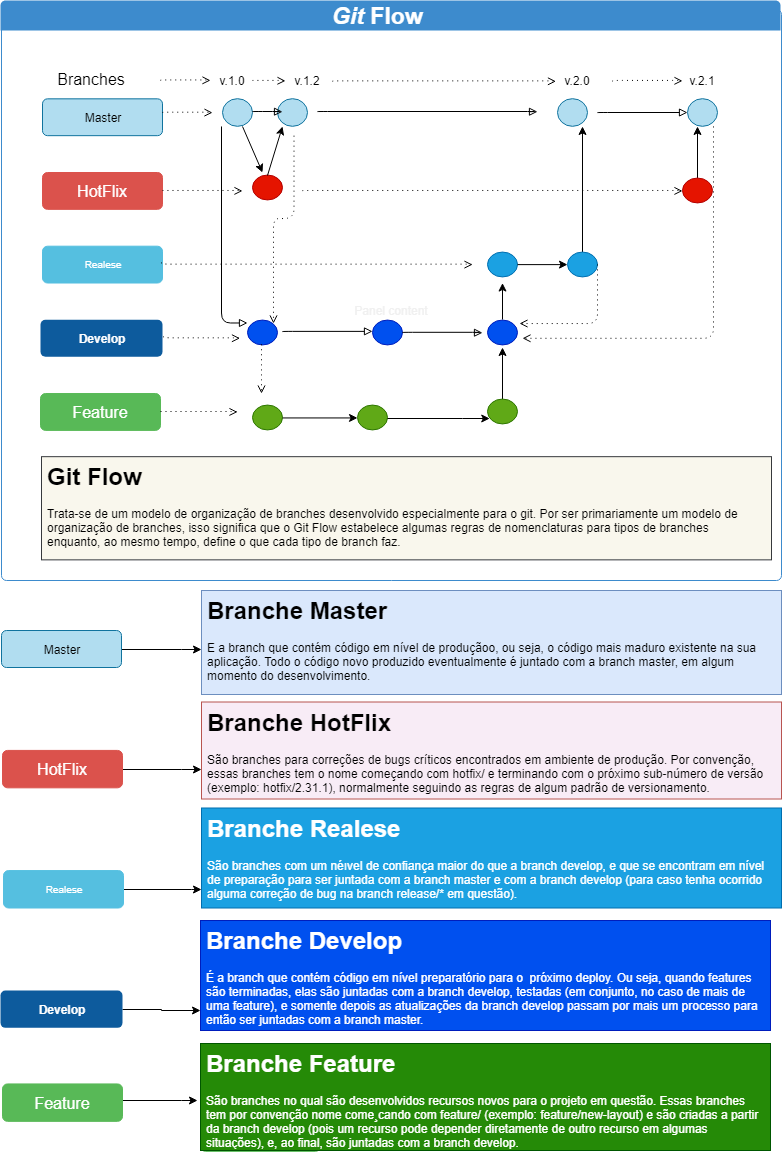 Git Flow
Branches
v.1.0
v.1.2
v.2.0
v.2.1
Master
HotFlix
Realese
Panel content
Develop
Feature
Git Flow
Trata-se de um modelo de organização de branches desenvolvido especialmente para o git. Por ser primariamente um modelo de
organização de branches, isso significa que o Git Flow estabelece algumas regras de nomenclaturas para tipos de branches
enquanto, ao mesmo tempo, define o que cada tipo de branch faz.
Branche Master
Master
E a branch que contém código em nível de produçãoo, ou seja, o código mais maduro existente na sua
aplicação. Todo o código novo produzido eventualmente é juntado com a branch master, em algum
momento do desenvolvimento.
Branche HotFlix
HotFlix
São branches para correções de bugs críticos encontrados em ambiente de produção. Por convenção,
essas branches tem o nome começando com hotfix/ e terminando com o próximo sub-número de versão
(exemplo: hotfix/2.31.1), normalmente seguindo as regras de algum padrão de versionamento.
Branche Realese
Realese
São branches com um néıvel de confiança maior do que a branch develop, e que se encontram em nível
de preparação para ser juntada com a branch master e com a branch develop (para caso tenha ocorrido
alguma correção de bug na branch release/* em questão).
Branche Develop
Develop
É a branch que contém código em nível preparatório para o  próximo deploy. Ou seja, quando features
são terminadas, elas são juntadas com a branch develop, testadas (em conjunto, no caso de mais de
uma feature), e somente depois as atualizações da branch develop passam por mais um processo para
então ser juntadas com a branch master.
Branche Feature
Feature
São branches no qual são desenvolvidos recursos novos para o projeto em questão. Essas branches
tem por convenção nome come¸cando com feature/ (exemplo: feature/new-layout) e são criadas a partir
da branch develop (pois um recurso pode depender diretamente de outro recurso em algumas
situações), e, ao final, são juntadas com a branch develop.